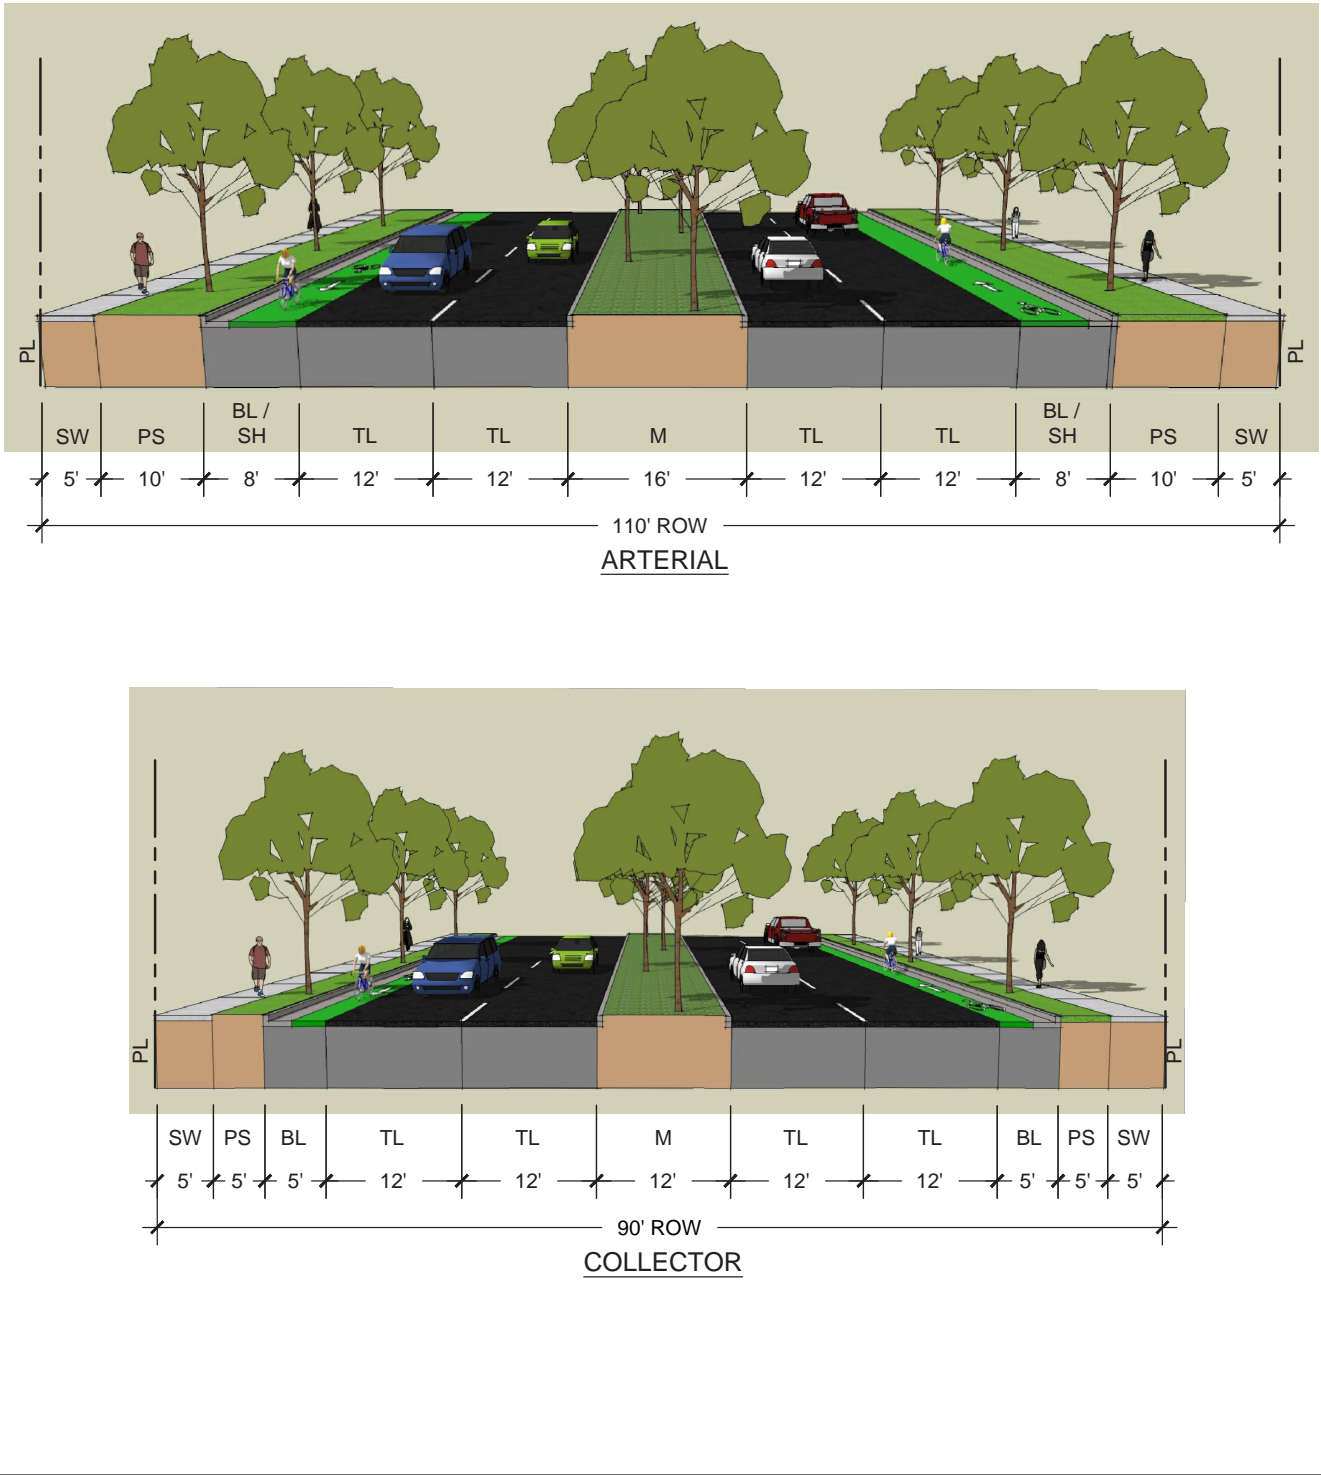 PL
PL
SW PS BL / SH TL TL M TL TL BL / SH PS SW
5' 10' 8' 12' 12' 16' 12' 12' 8' 10' 5'
110' ROW
ARTERIAL
PL
PL
SW PS BL TL TL M TL TL BL PS SW
5' 5' 5' 12' 12' 12' 12' 12' 5' 5' 5'
90' ROW
COLLECTOR